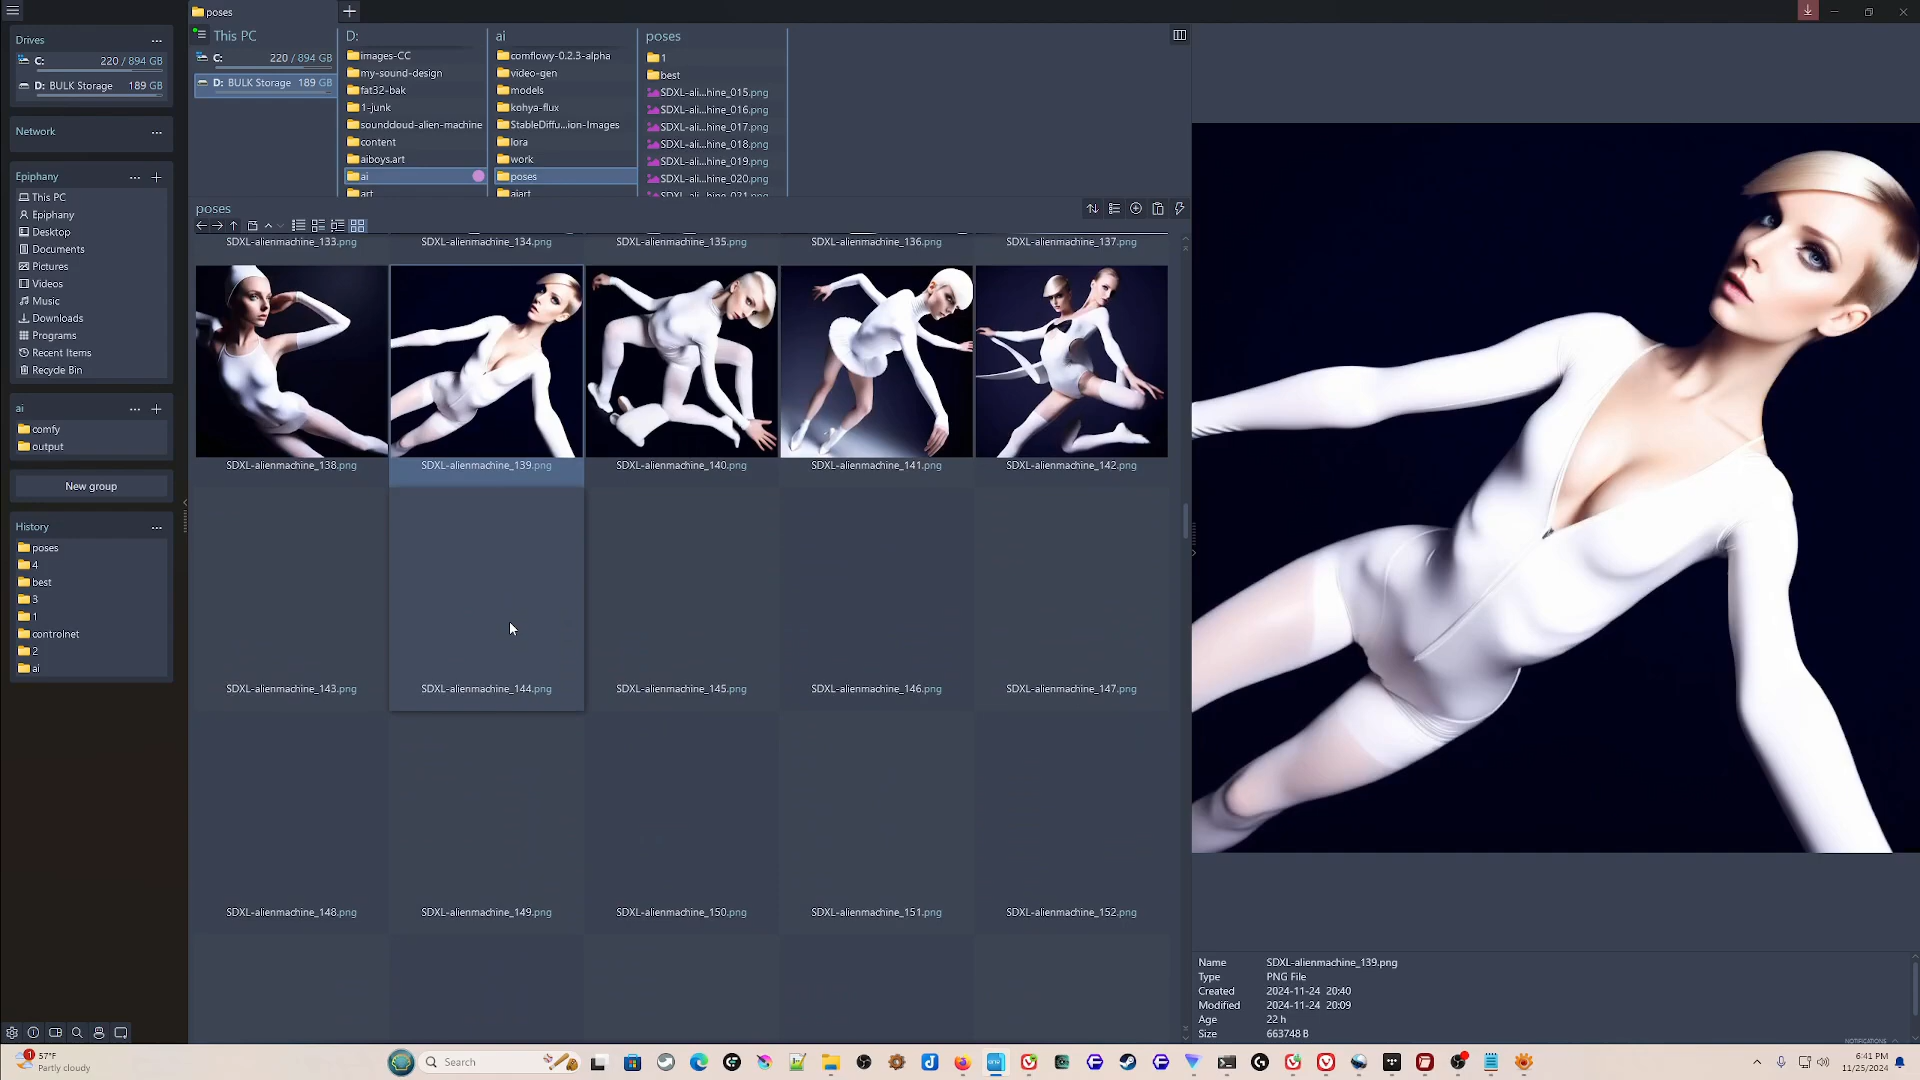 poses
Drives
C: 220 / 894 GB
D: BULK Storage 189 GB
Network
Epiphany
This PC
Epiphany
Desktop
Documents
Pictures
Videos
Music
Downloads
Programs
Recent Items
Recycle Bin
ai
comfy
output
New group
History
poses
4
best
3
1
controlnet
2
ai
This PC
C: 220 / 894 GB
D: BULK Storage 189 GB
D:
images-CC
my-sound-design
fat32-bak
1-junk
soundcloud-alien-machine
content
aiboys.art
ai
art
ai
comflowy-0.2.3-alpha
video-gen
models
kohya-flux
StableDiffu...ion-Images
lora
work
poses
aiart
poses
1
best
SDXL-ali...hine_015.png
SDXL-ali...hine_016.png
SDXL-ali...hine_017.png
SDXL-ali...hine_018.png
SDXL-ali...hine_019.png
SDXL-ali...hine_020.png
SDXL-ali...hine_021.png
poses
SDXL-alienmachine_133.png
SDXL-alienmachine_134.png
SDXL-alienmachine_135.png
SDXL-alienmachine_136.png
SDXL-alienmachine_137.png
SDXL-alienmachine_138.png
SDXL-alienmachine_139.png
SDXL-alienmachine_140.png
SDXL-alienmachine_141.png
SDXL-alienmachine_142.png
SDXL-alienmachine_143.png
SDXL-alienmachine_144.png
SDXL-alienmachine_145.png
SDXL-alienmachine_146.png
SDXL-alienmachine_147.png
SDXL-alienmachine_148.png
SDXL-alienmachine_149.png
SDXL-alienmachine_150.png
SDXL-alienmachine_151.png
SDXL-alienmachine_152.png
Name SDXL-alienmachine_139.png
Type PNG File
Created 2024-11-24 20:40
Modified 2024-11-24 20:09
Age 22 h
Size 663748 B
NOTIFICATIONS
1
57°F
Partly cloudy
Search
6:41 PM
11/25/2024